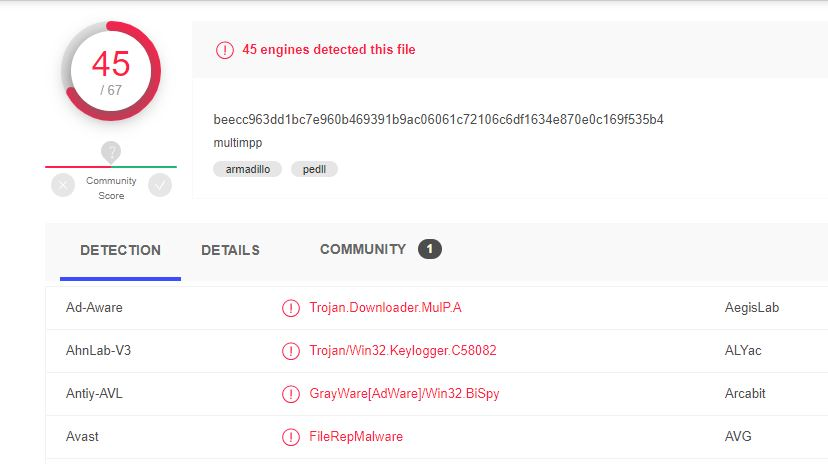 45
/ 67
45 engines detected this file
beecc963dd1bc7e960b469391b9ac06061c72106c6df1634e870e0c169f535b4
multimpp
armadillo pedll
?
Community
Score
DETECTION DETAILS COMMUNITY 1
Ad-Aware Trojan.Downloader.MulP.A AegisLab
AhnLab-V3 Trojan/Win32.Keylogger.C58082 ALYac
Antiy-AVL GrayWare[AdWare]/Win32.BiSpy Arcabit
Avast FileRepMalware AVG